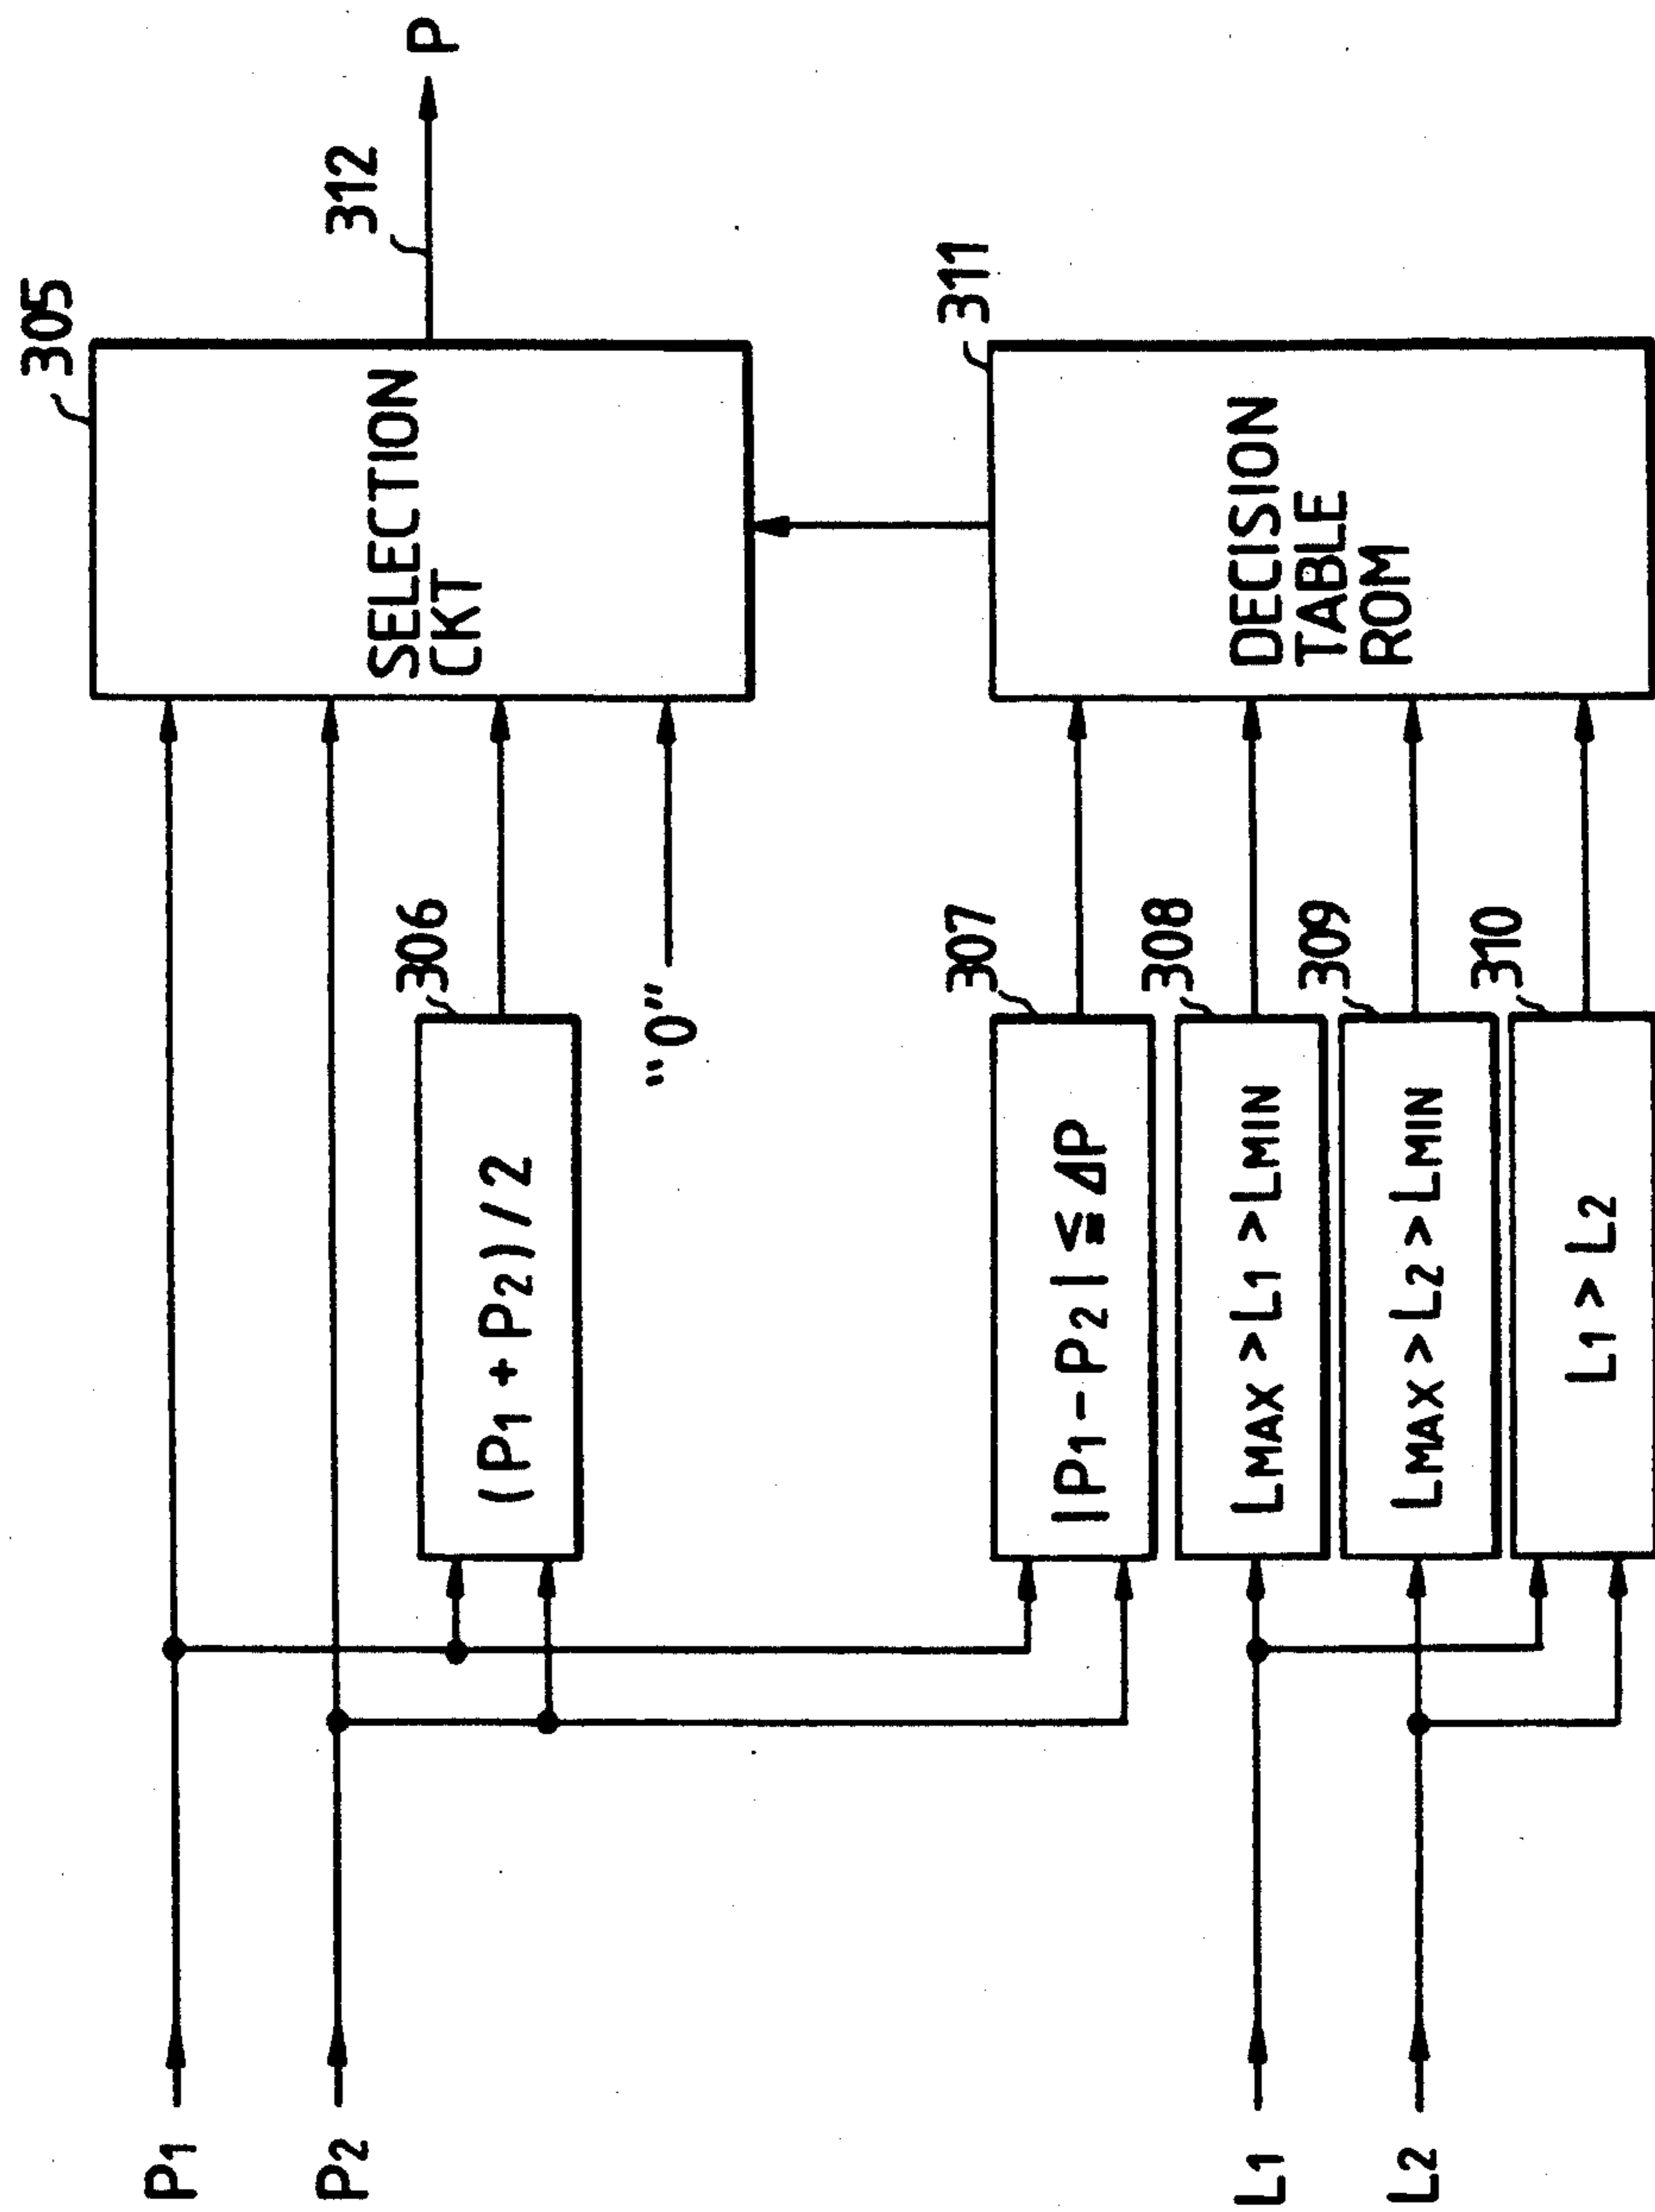 305
SELECTION
CKT
312
P
P1
P2
306
(P1 + P2) / 2
"0"
307
|P1 - P2| ≦ ΔP
308
LMAX > L1 > LMIN
309
LMAX > L2 > LMIN
310
L1 > L2
311
DECISION
TABLE
ROM
L1
L2